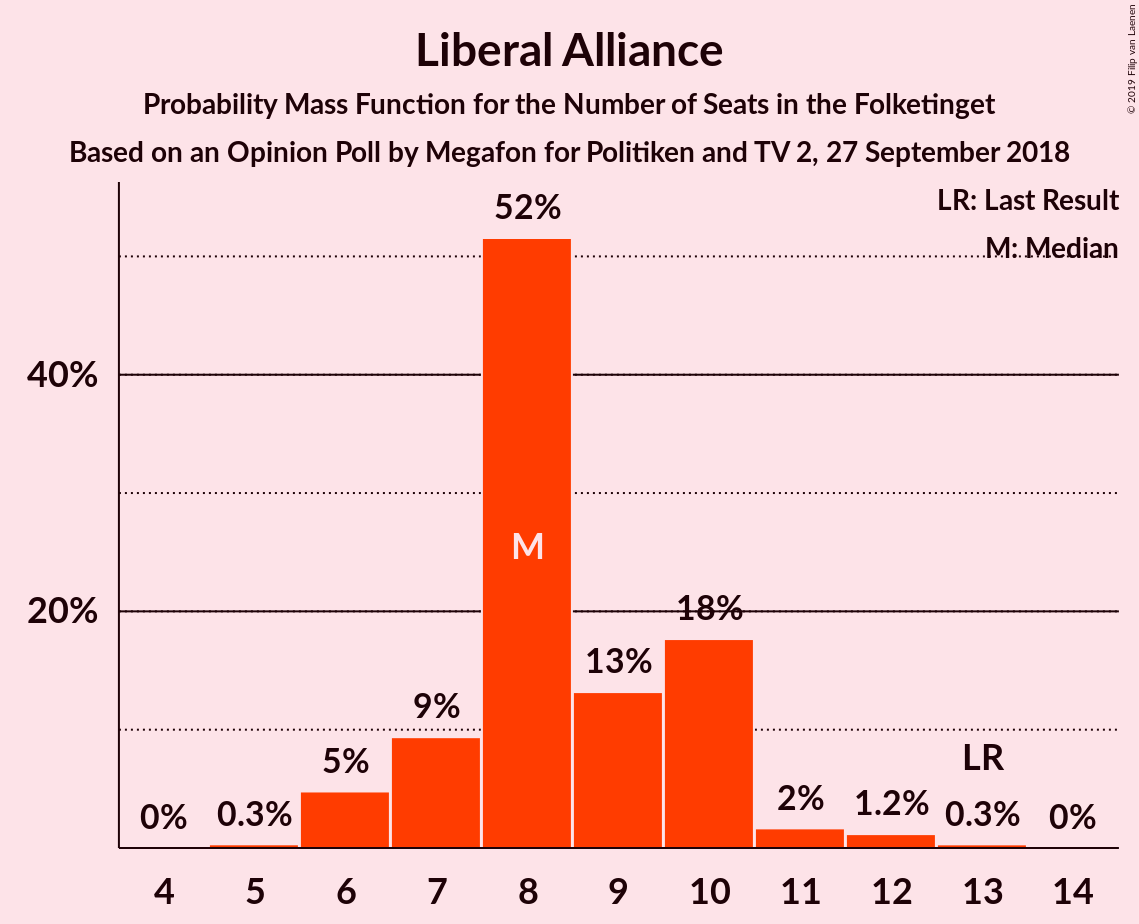 Liberal Alliance
Probability Mass Function for the Number of Seats in the Folketinget
Based on an Opinion Poll by Megafon for Politiken and TV 2, 27 September 2018
© 2019 Filip van Laenen
LR: Last Result
M: Median
40%
20%
0%
0.3%
5%
9%
52%
M
13%
18%
2%
1.2%
LR
0.3%
0%
4 5 6 7 8 9 10 11 12 13 14